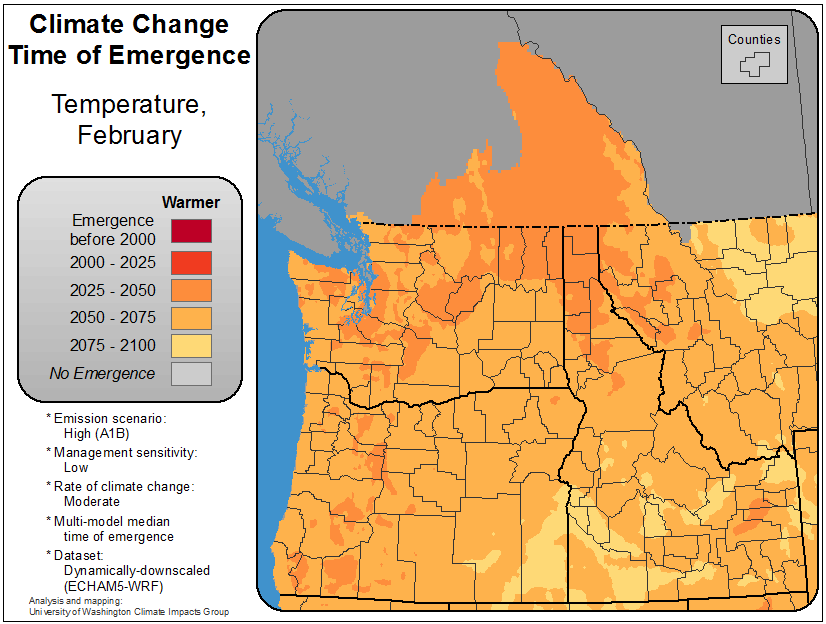 Climate Change
Time of Emergence
Temperature,
February
Warmer
Emergence
before 2000
2000 - 2025
2025 - 2050
2050 - 2075
2075 - 2100
No Emergence
* Emission scenario:
High (A1B)
* Management sensitivity:
Low
* Rate of climate change:
Moderate
* Multi-model median
time of emergence
* Dataset:
Dynamically-downscaled
(ECHAM5-WRF)
Analysis and mapping:
University of Washington Climate Impacts Group
Counties